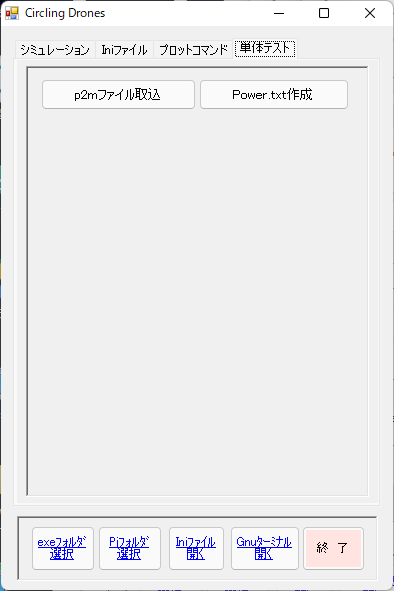 Circling Drones
シミュレーション Iniファイル プロットコマンド 単体テスト
p2mファイル取込 Power.txt作成
exeフォルダ
選択
Pjフォルダ
選択
Iniファイル
開く
Gnuターミナル
開く
終 了